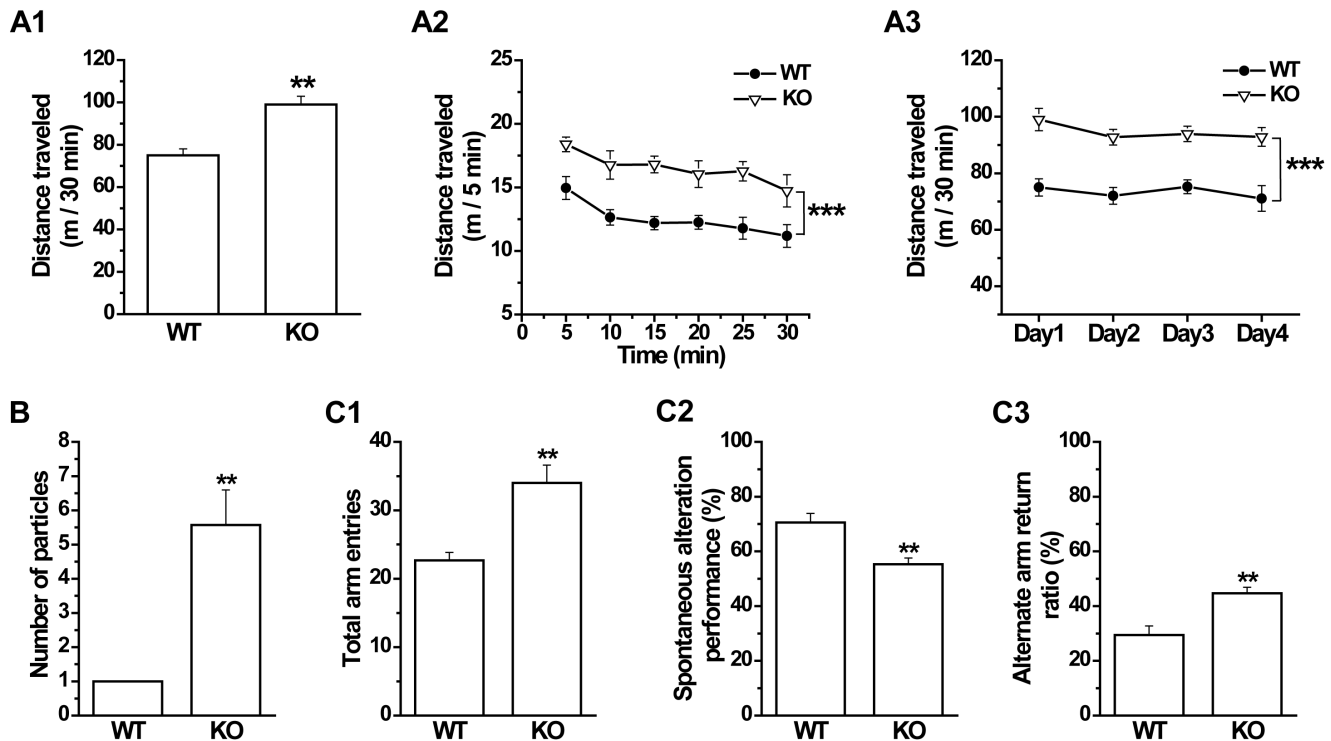 A1
Distance traveled
(m / 30 min)
120
100
80
60
40
20
0
**
WT
KO
A2
Distance traveled
(m / 5 min)
25
20
15
10
5
WT
KO
***
0
5
10
15
20
25
30
Time (min)
A3
Distance traveled
(m / 30 min)
120
100
80
60
40
WT
KO
***
Day1
Day2
Day3
Day4
B
Number of particles
8
7
6
5
4
3
2
1
0
**
WT
KO
C1
Total arm entries
40
30
20
10
0
**
WT
KO
C2
Spontaneous alteration
performance (%)
100
80
60
40
20
0
**
WT
KO
C3
Alternate arm return
ratio (%)
100
80
60
40
20
0
**
WT
KO